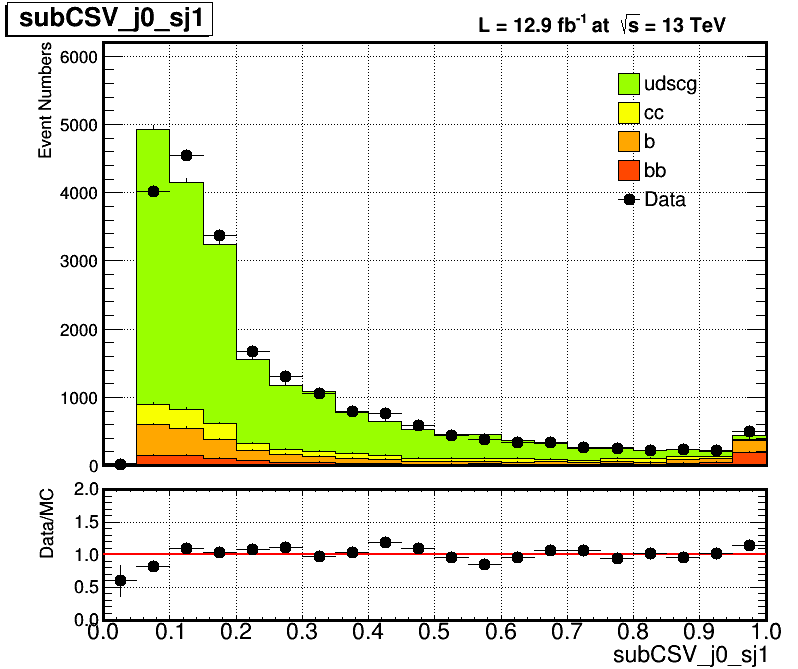 subCSV_j0_sj1
L = 12.9 fb⁻¹ at √s = 13 TeV
Event Numbers
6000
5000
4000
3000
2000
1000
0
udscg
cc
b
bb
Data
Data/MC
2.0
1.5
1.0
0.5
0.0
0.0 0.1 0.2 0.3 0.4 0.5 0.6 0.7 0.8 0.9 1.0
subCSV_j0_sj1